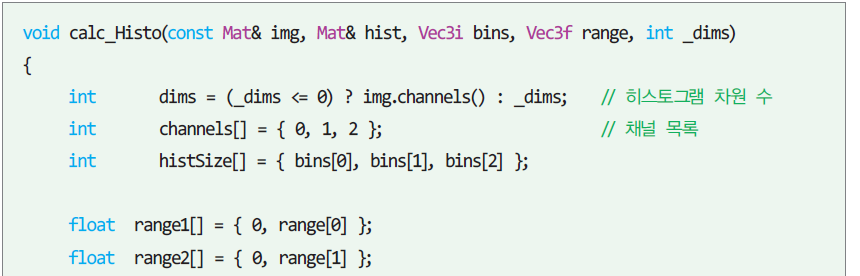 void calc_Histo(const Mat& img, Mat& hist, Vec3i bins, Vec3f range, int _dims)
{
int dims = (_dims <= 0) ? img.channels() : _dims; // 히스토그램 차원 수
int channels[] = { 0, 1, 2 }; // 채널 목록
int histSize[] = { bins[0], bins[1], bins[2] };
float range1[] = { 0, range[0] };
float range2[] = { 0, range[1] };